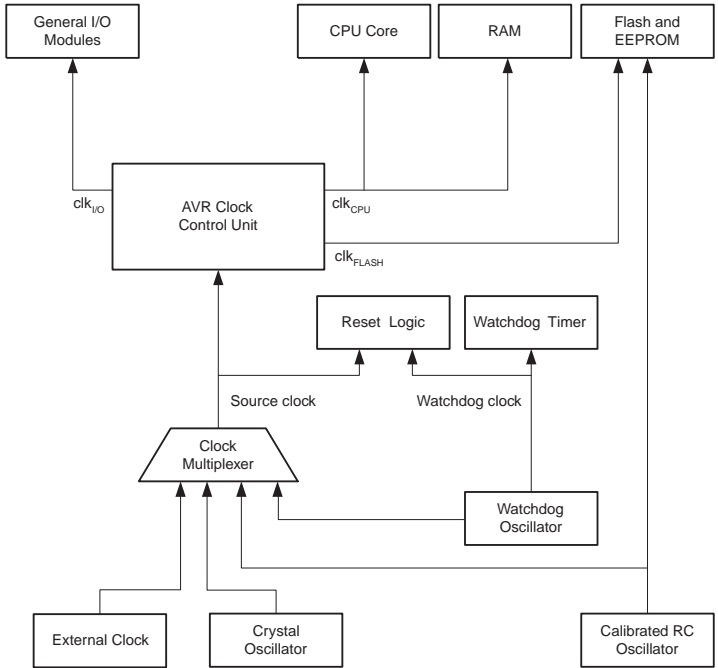 General I/O
Modules
CPU Core
RAM
Flash and
EEPROM
clkI/O
AVR Clock
Control Unit
clkCPU
clkFLASH
Reset Logic
Watchdog Timer
Source clock
Watchdog clock
Clock
Multiplexer
Watchdog
Oscillator
External Clock
Crystal
Oscillator
Calibrated RC
Oscillator